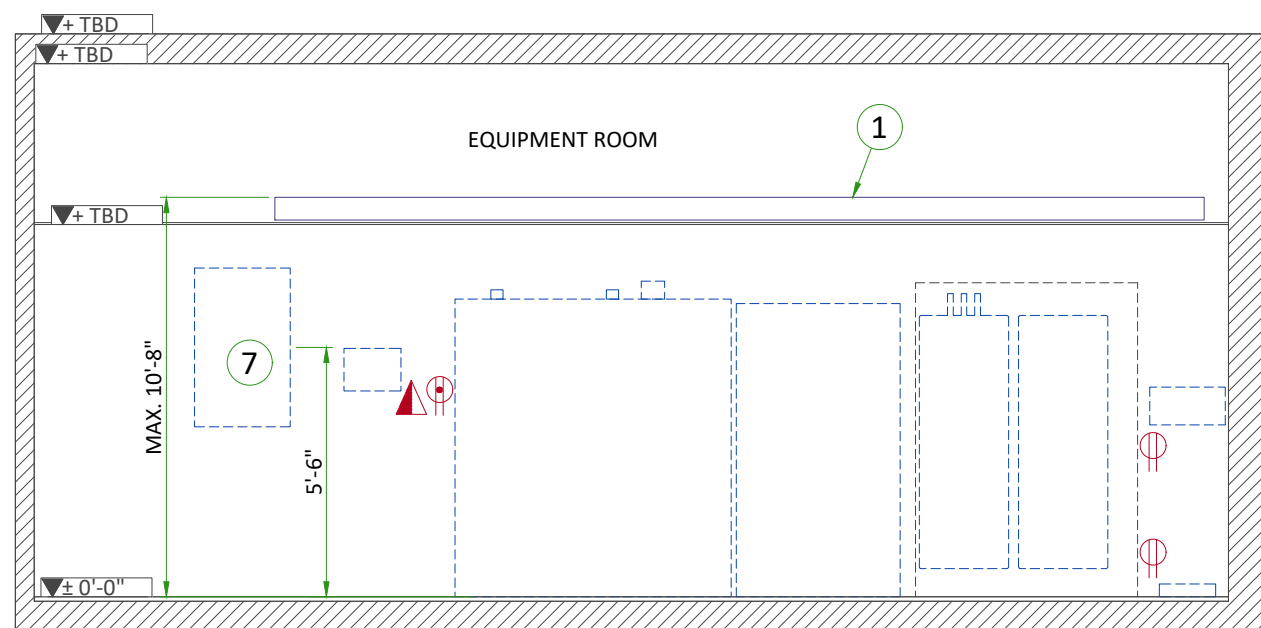 + TBD
+ TBD
EQUIPMENT ROOM
1
+ TBD
7
MAX. 10'-8"
5'-6"
± 0'-0"